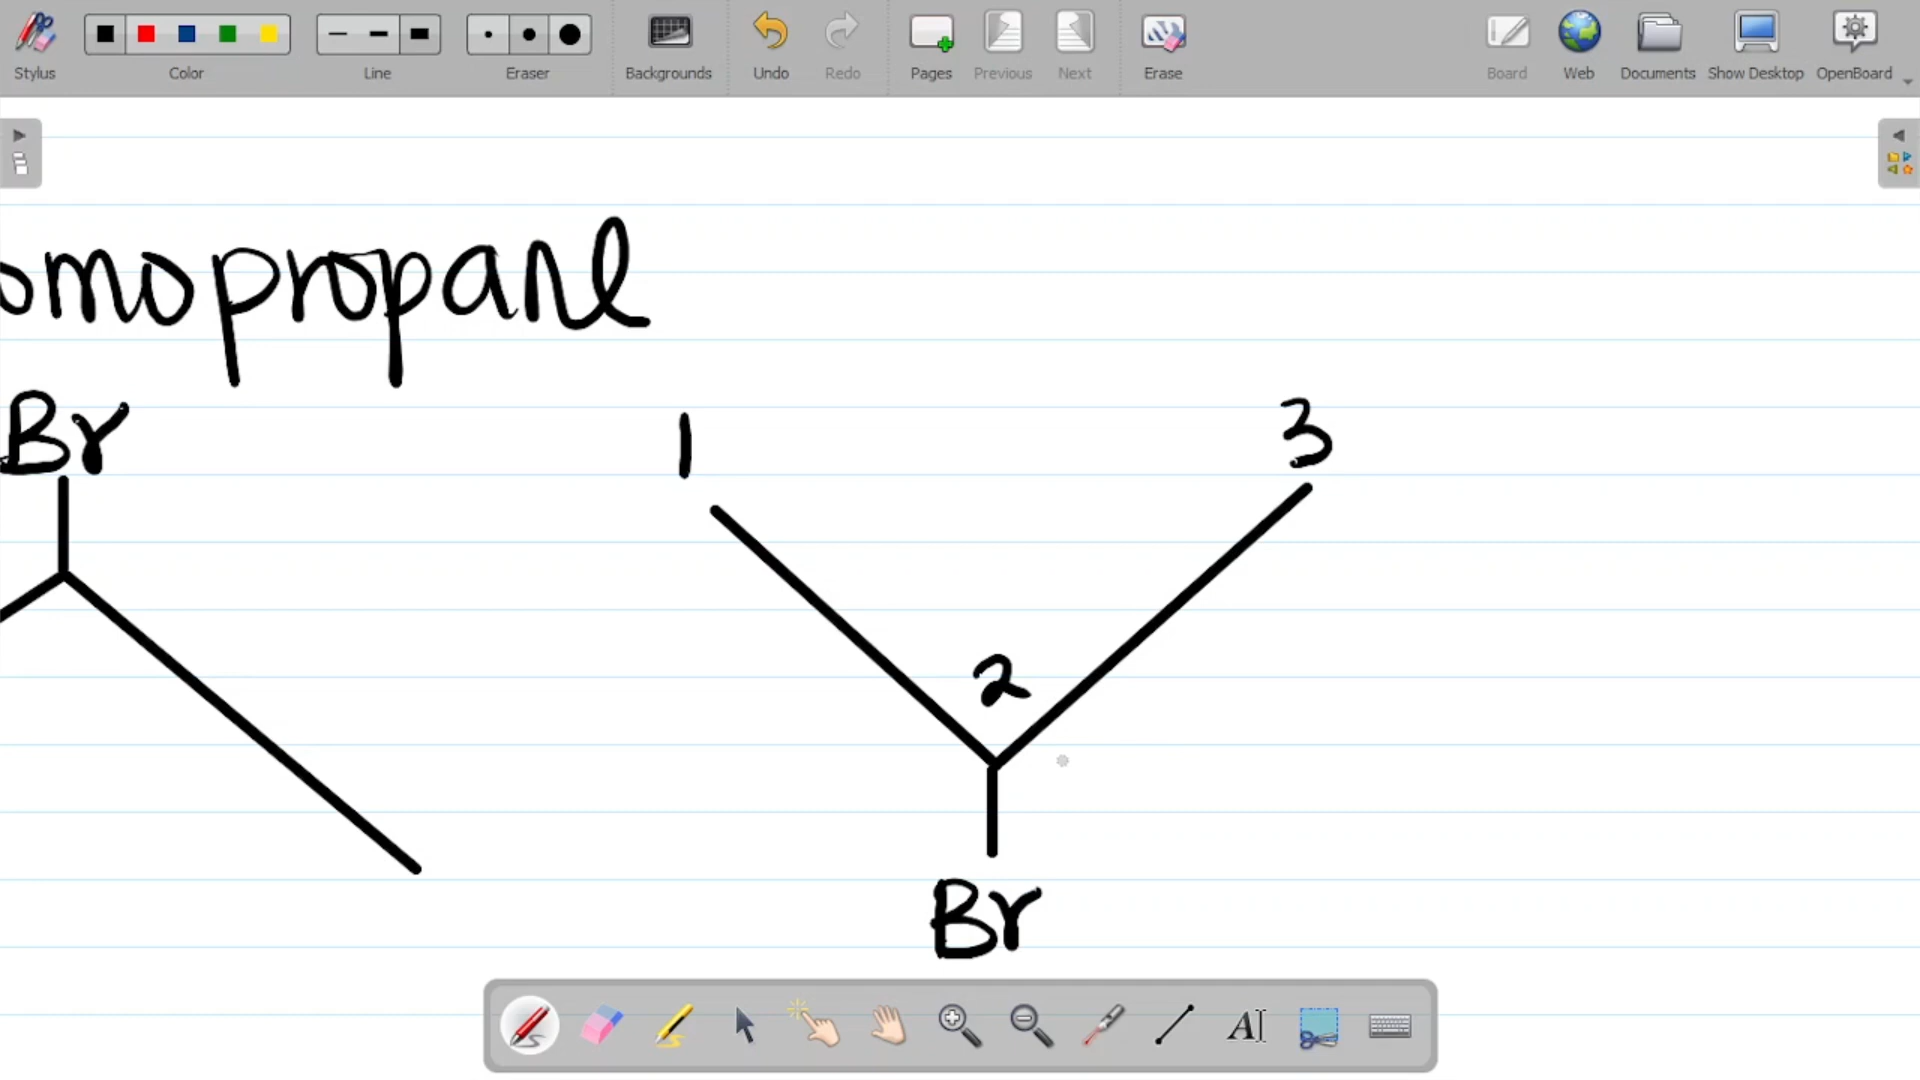 Stylus Color Line Eraser Backgrounds Undo Redo Pages Previous Next Erase Board Web Documents Show Desktop OpenBoard
omopropane
Br
1 3
2
Br